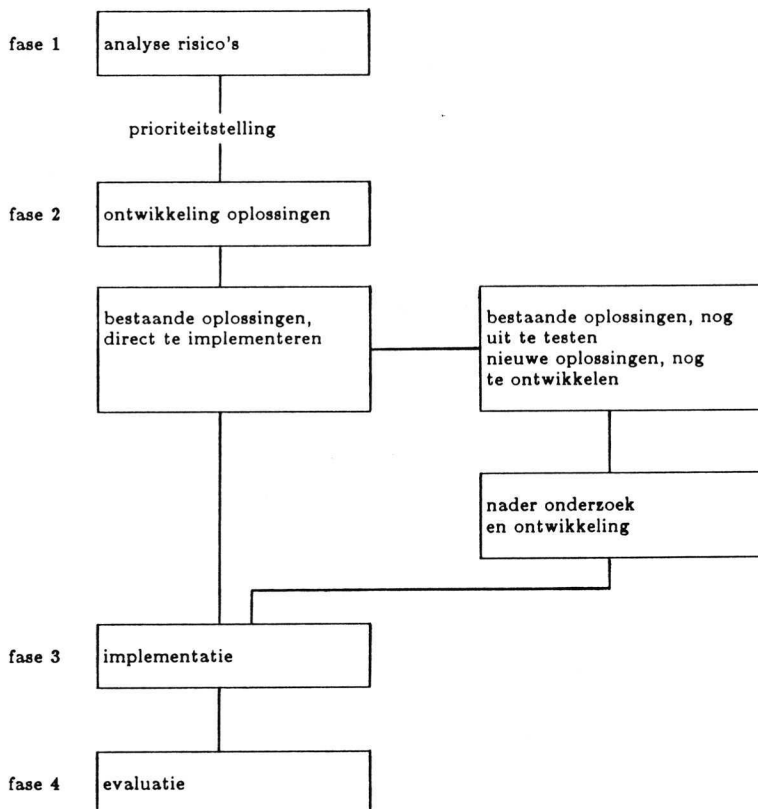 fase 1 analyse risico's
prioriteitstelling
fase 2 ontwikkeling oplossingen
bestaande oplossingen,
direct te implementeren
bestaande oplossingen, nog
uit te testen
nieuwe oplossingen, nog
te ontwikkelen
nader onderzoek
en ontwikkeling
fase 3 implementatie
fase 4 evaluatie